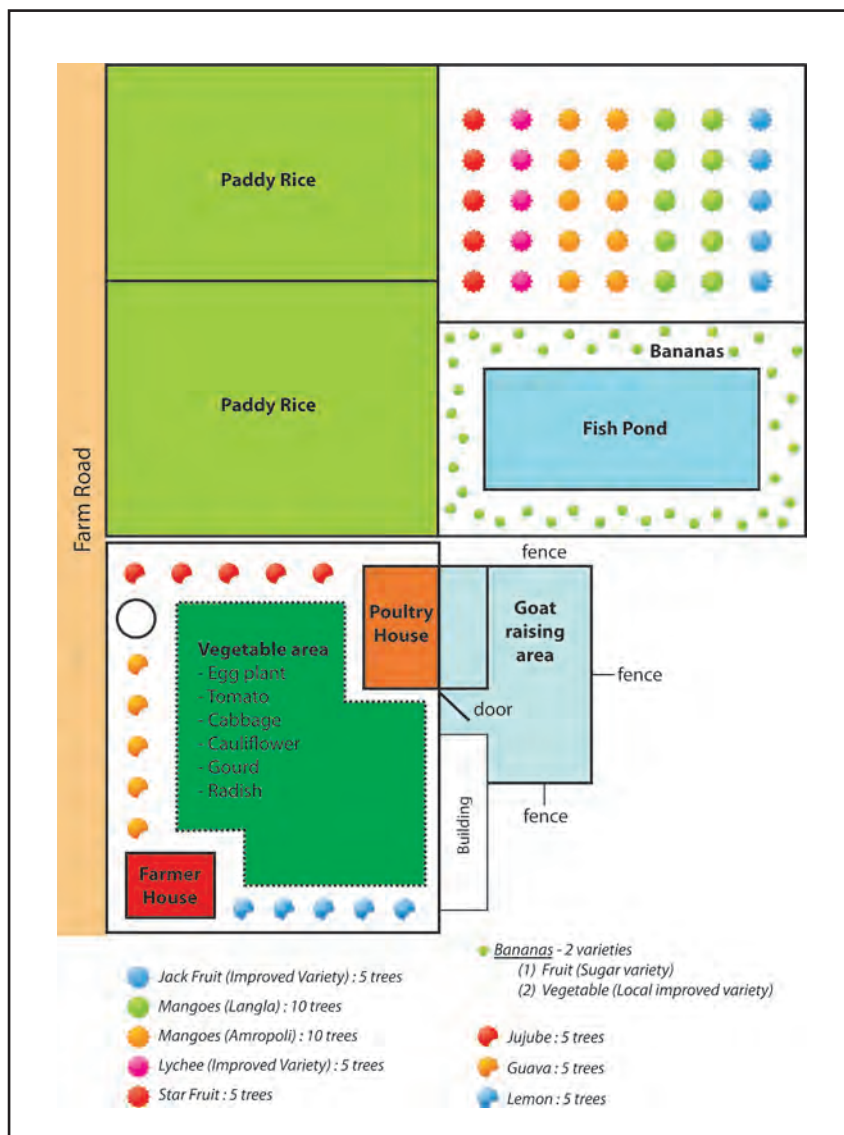 Paddy Rice
Paddy Rice
Bananas
Fish Pond
Farm Road
fence
Poultry
House
Goat
raising
area
Vegetable area
- Egg plant
- Tomato
- Cabbage
- Cauliflower
- Gourd
- Radish
fence
door
Building
fence
Farmer
House
Jack Fruit (Improved Variety) : 5 trees
Mangoes (Langla) : 10 trees
Mangoes (Amropoli) : 10 trees
Lychee (Improved Variety) : 5 trees
Star Fruit : 5 trees
Bananas - 2 varieties
(1) Fruit (Sugar variety)
(2) Vegetable (Local improved variety)
Jujube : 5 trees
Guava : 5 trees
Lemon : 5 trees